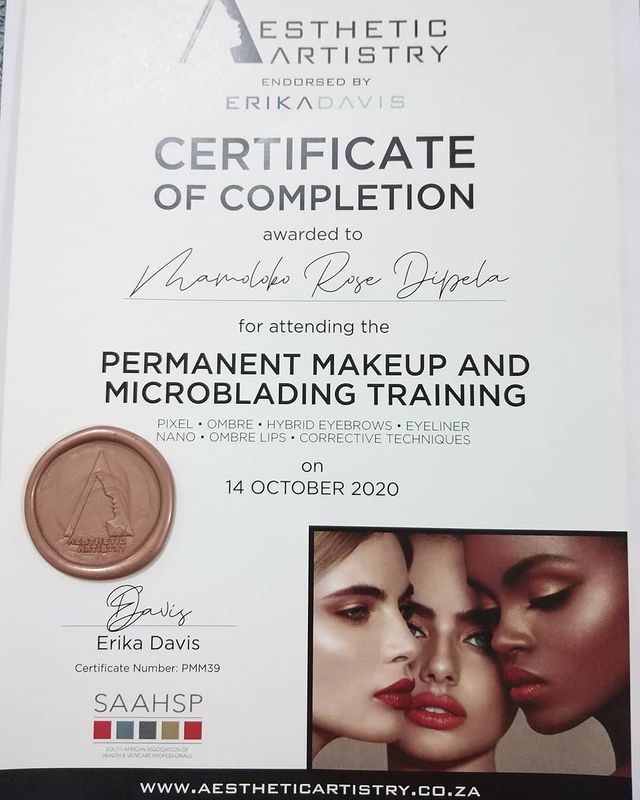 AESTHETIC
ARTISTRY
ENDORSED BY
ERIKADAVIS
CERTIFICATE
OF COMPLETION
awarded to
Mamoloko Rose Dipela
for attending the
PERMANENT MAKEUP AND
MICROBLADING TRAINING
PIXEL • OMBRE • HYBRID EYEBROWS • EYELINER
NANO • OMBRE LIPS • CORRECTIVE TECHNIQUES
on
14 OCTOBER 2020
AESTHETIC
ARTISTRY
Davis
Erika Davis
Certificate Number: PMM39
SAAHSP
SOUTH AFRICAN ASSOCIATION OF
HEALTH & SKINCARE PROFESSIONALS
WWW.AESTHETICARTISTRY.CO.ZA